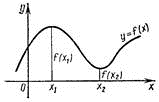 y
y=f(x)
f(x₁)
f(x₂)
0
x₁
x₂
x